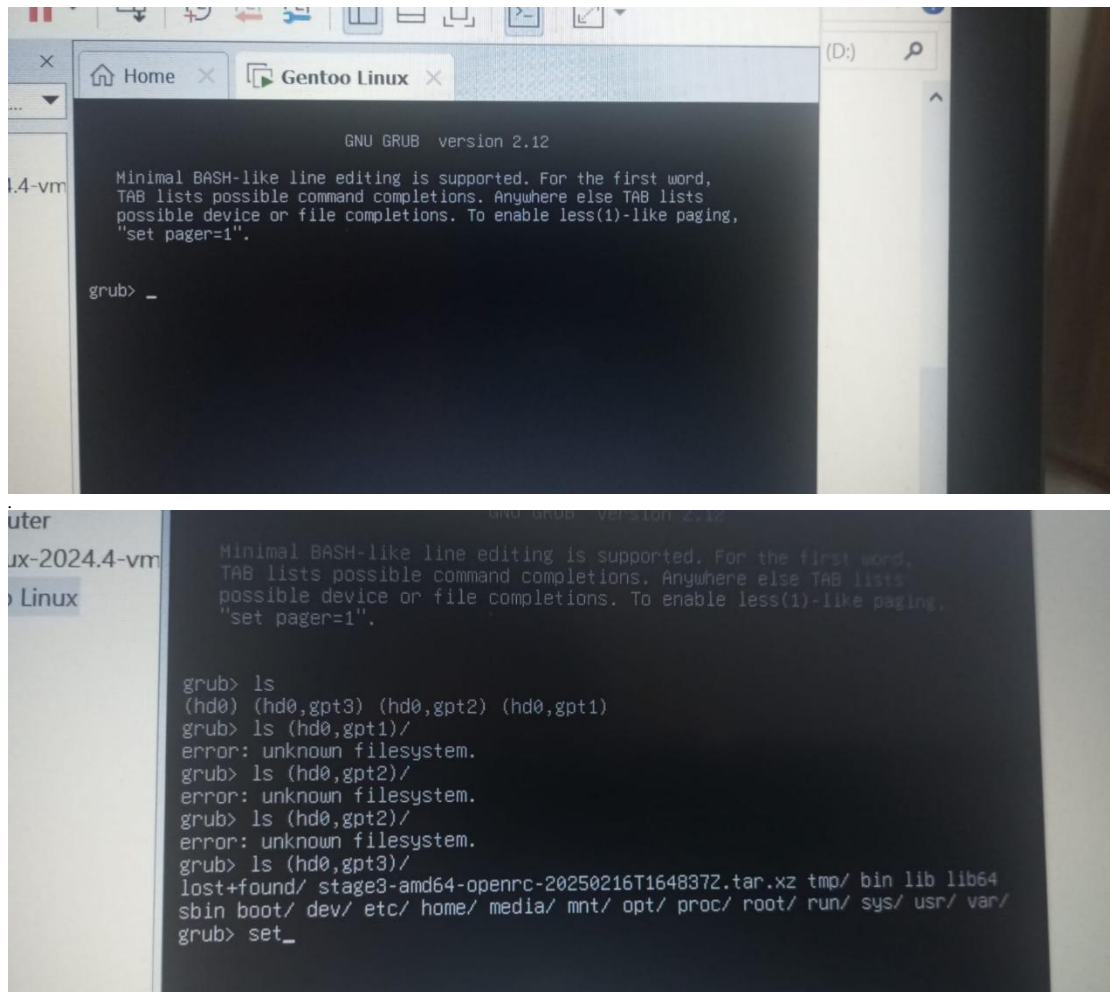 (D:)
Home
Gentoo Linux
GNU GRUB version 2.12
Minimal BASH-like line editing is supported. For the first word,
TAB lists possible command completions. Anywhere else TAB lists
possible device or file completions. To enable less(1)-like paging,
"set pager=1".
grub> _
.4-vm
.
uter
GNU GRUB version 2.12
ux-2024.4-vm
Linux
Minimal BASH-like line editing is supported. For the first word,
TAB lists possible command completions. Anywhere else TAB lists
possible device or file completions. To enable less(1)-like paging,
"set pager=1".
grub> ls
(hd0) (hd0,gpt3) (hd0,gpt2) (hd0,gpt1)
grub> ls (hd0,gpt1)/
error: unknown filesystem.
grub> ls (hd0,gpt2)/
error: unknown filesystem.
grub> ls (hd0,gpt2)/
error: unknown filesystem.
grub> ls (hd0,gpt3)/
lost+found/ stage3-amd64-openrc-20250216T164837Z.tar.xz tmp/ bin lib lib64
sbin boot/ dev/ etc/ home/ media/ mnt/ opt/ proc/ root/ run/ sys/ usr/ var/
grub> set_